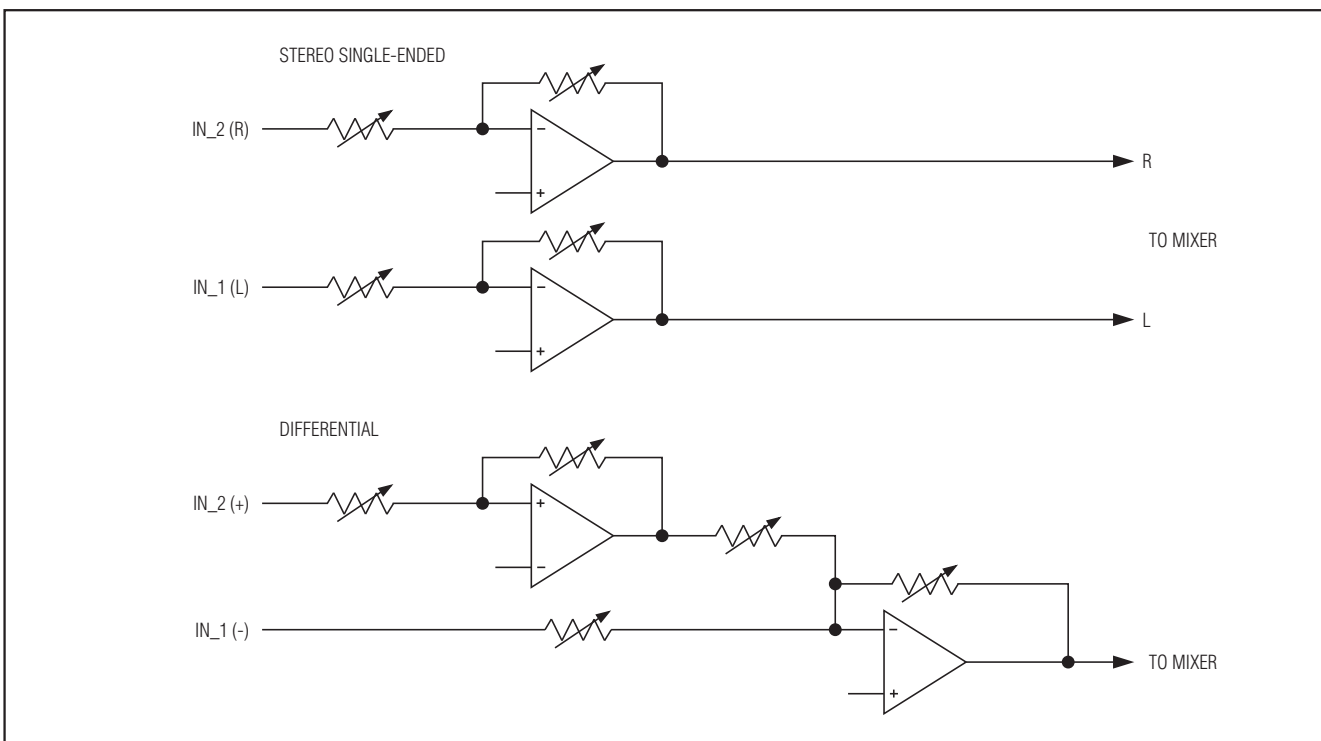 STEREO SINGLE-ENDED
IN_2 (R)
−
+
R
TO MIXER
IN_1 (L)
−
+
L
DIFFERENTIAL
IN_2 (+)
+
−
IN_1 (-)
−
+
TO MIXER